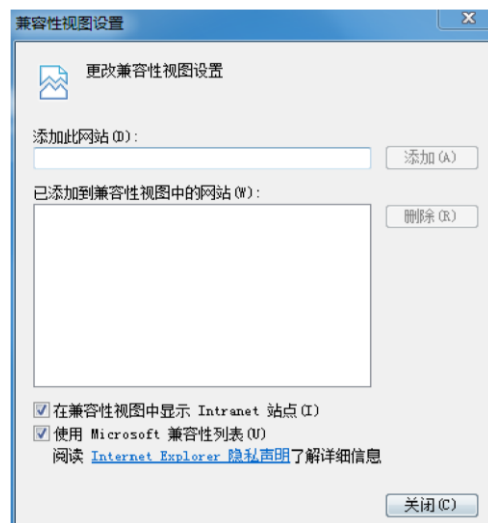 兼容性视图设置
更改兼容性视图设置
添加此网站(D):
添加(A)
已添加到兼容性视图中的网站(W):
删除(R)
在兼容性视图中显示 Intranet 站点(I)
使用 Microsoft 兼容性列表(U)
阅读 Internet Explorer 隐私声明了解详细信息
关闭(C)